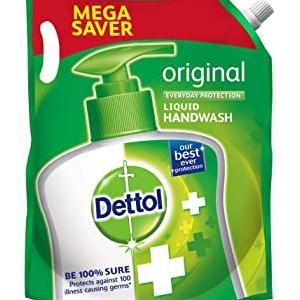 MEGA
SAVER
original
EVERYDAY PROTECTION
LIQUID
HANDWASH
our
best
ever
protection
Dettol
BE 100% SURE
Protects against 100
illness causing germs*